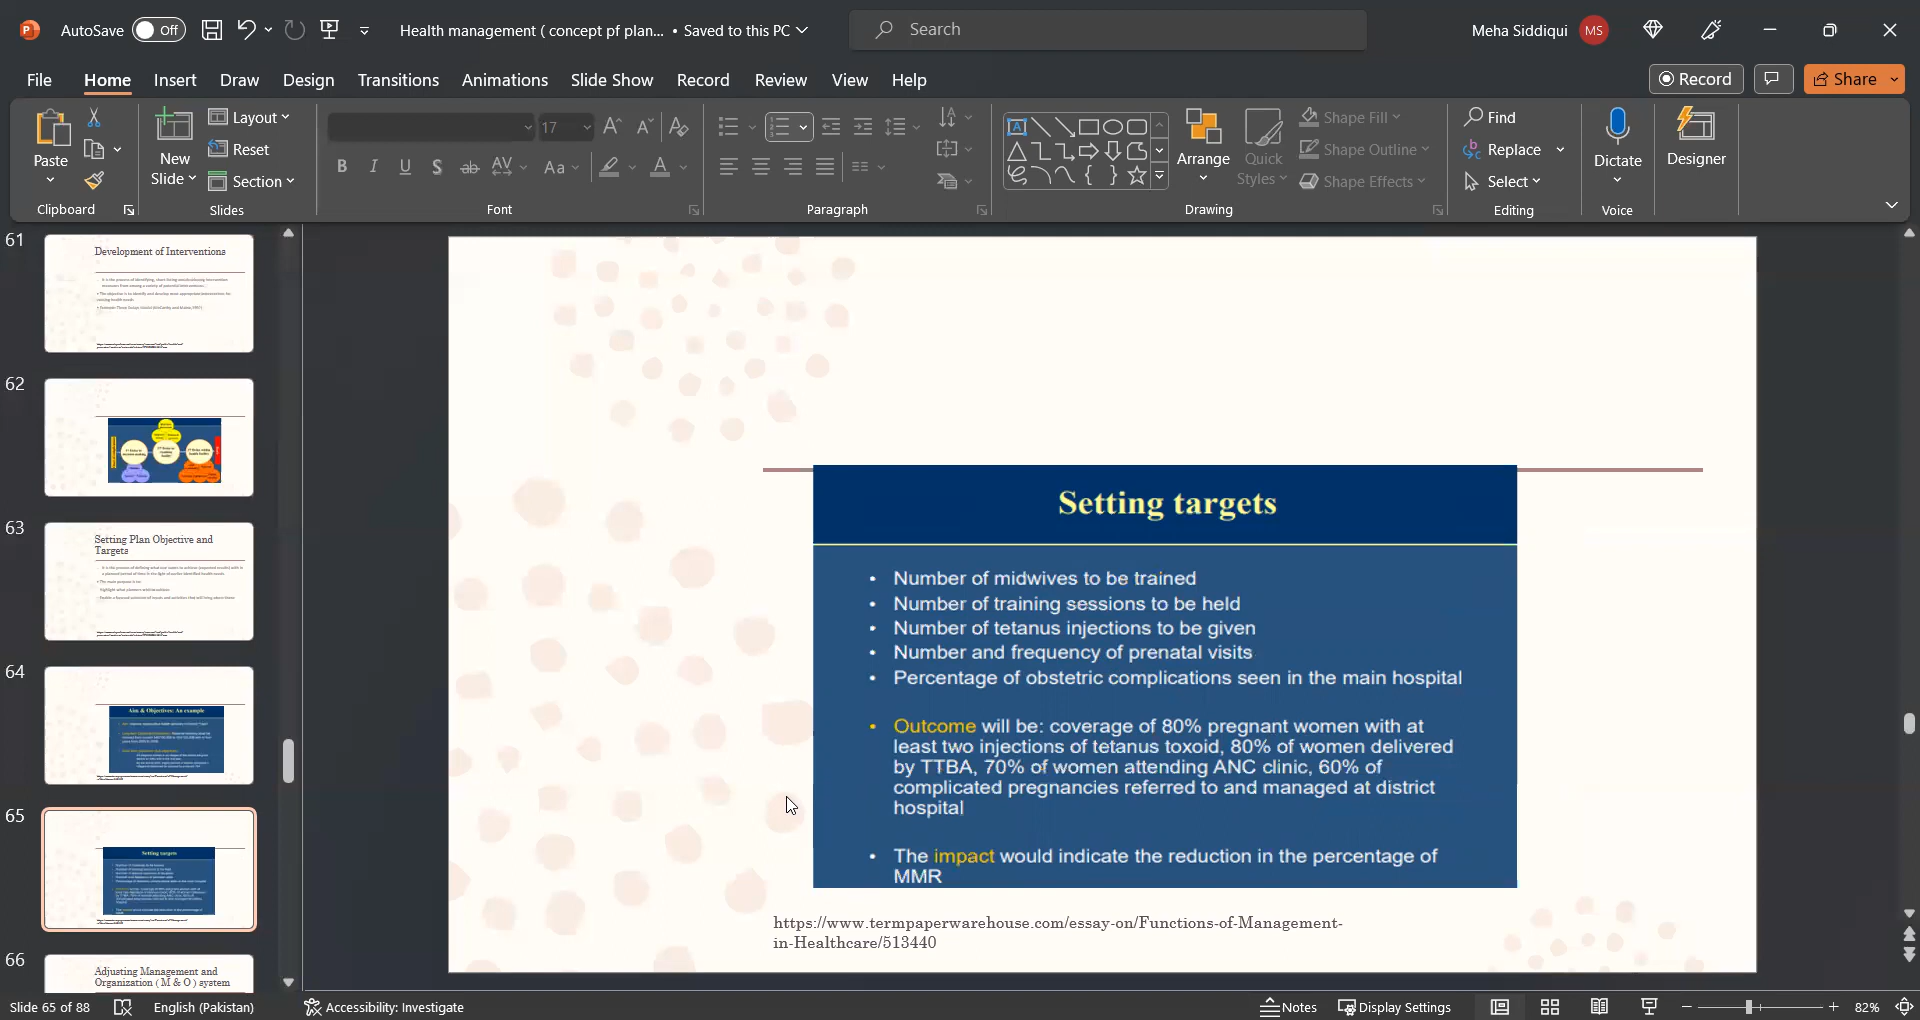 AutoSave Off Health management ( concept pf plan... • Saved to this PC Search Meha Siddiqui MS
File Home Insert Draw Design Transitions Animations Slide Show Record Review View Help Record Share
Paste
New Slide
Layout
Reset
Section
17
B I U S ab AV Aa A
Arrange
Quick Styles
Shape Fill
Shape Outline
Shape Effects
Find
Replace
Select
Dictate
Designer
Clipboard Slides Font Paragraph Drawing Editing Voice
61
Development of Interventions
62
63
Setting Plan Objective and
Targets
64
Aim & Objectives: An example
65
Setting targets
66
Adjusting Management and
Organization ( M & O ) system
Setting targets
• Number of midwives to be trained
• Number of training sessions to be held
• Number of tetanus injections to be given
• Number and frequency of prenatal visits
• Percentage of obstetric complications seen in the main hospital
• Outcome will be: coverage of 80% pregnant women with at
least two injections of tetanus toxoid, 80% of women delivered
by TTBA, 70% of women attending ANC clinic, 60% of
complicated pregnancies referred to and managed at district
hospital
• The impact would indicate the reduction in the percentage of
MMR
https://www.termpaperwarehouse.com/essay-on/Functions-of-Management-
in-Healthcare/513440
Slide 65 of 88 English (Pakistan) Accessibility: Investigate Notes Display Settings 82%